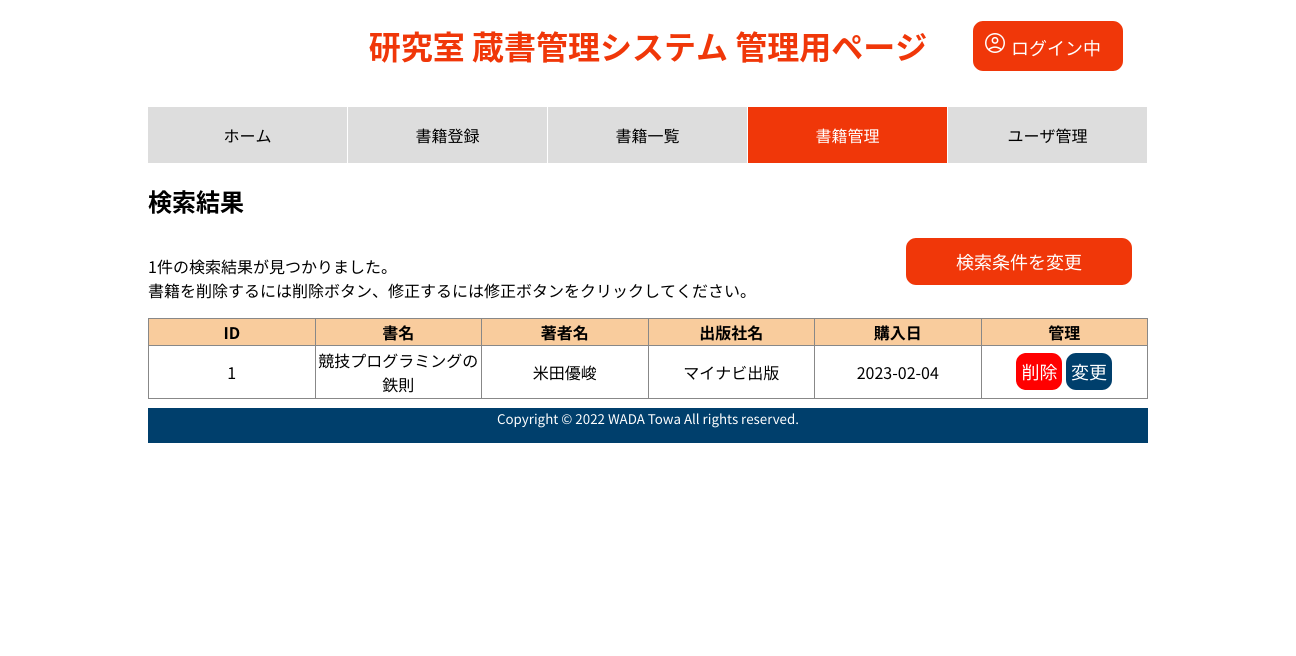 研究室 蔵書管理システム 管理用ページ
ログイン中
ホーム 書籍登録 書籍一覧 書籍管理 ユーザ管理
検索結果
検索条件を変更
1件の検索結果が見つかりました。
書籍を削除するには削除ボタン、修正するには修正ボタンをクリックしてください。
ID 書名 著者名 出版社名 購入日 管理
1 競技プログラミングの
鉄則 米田優峻 マイナビ出版 2023-02-04 削除 変更
Copyright © 2022 WADA Towa All rights reserved.